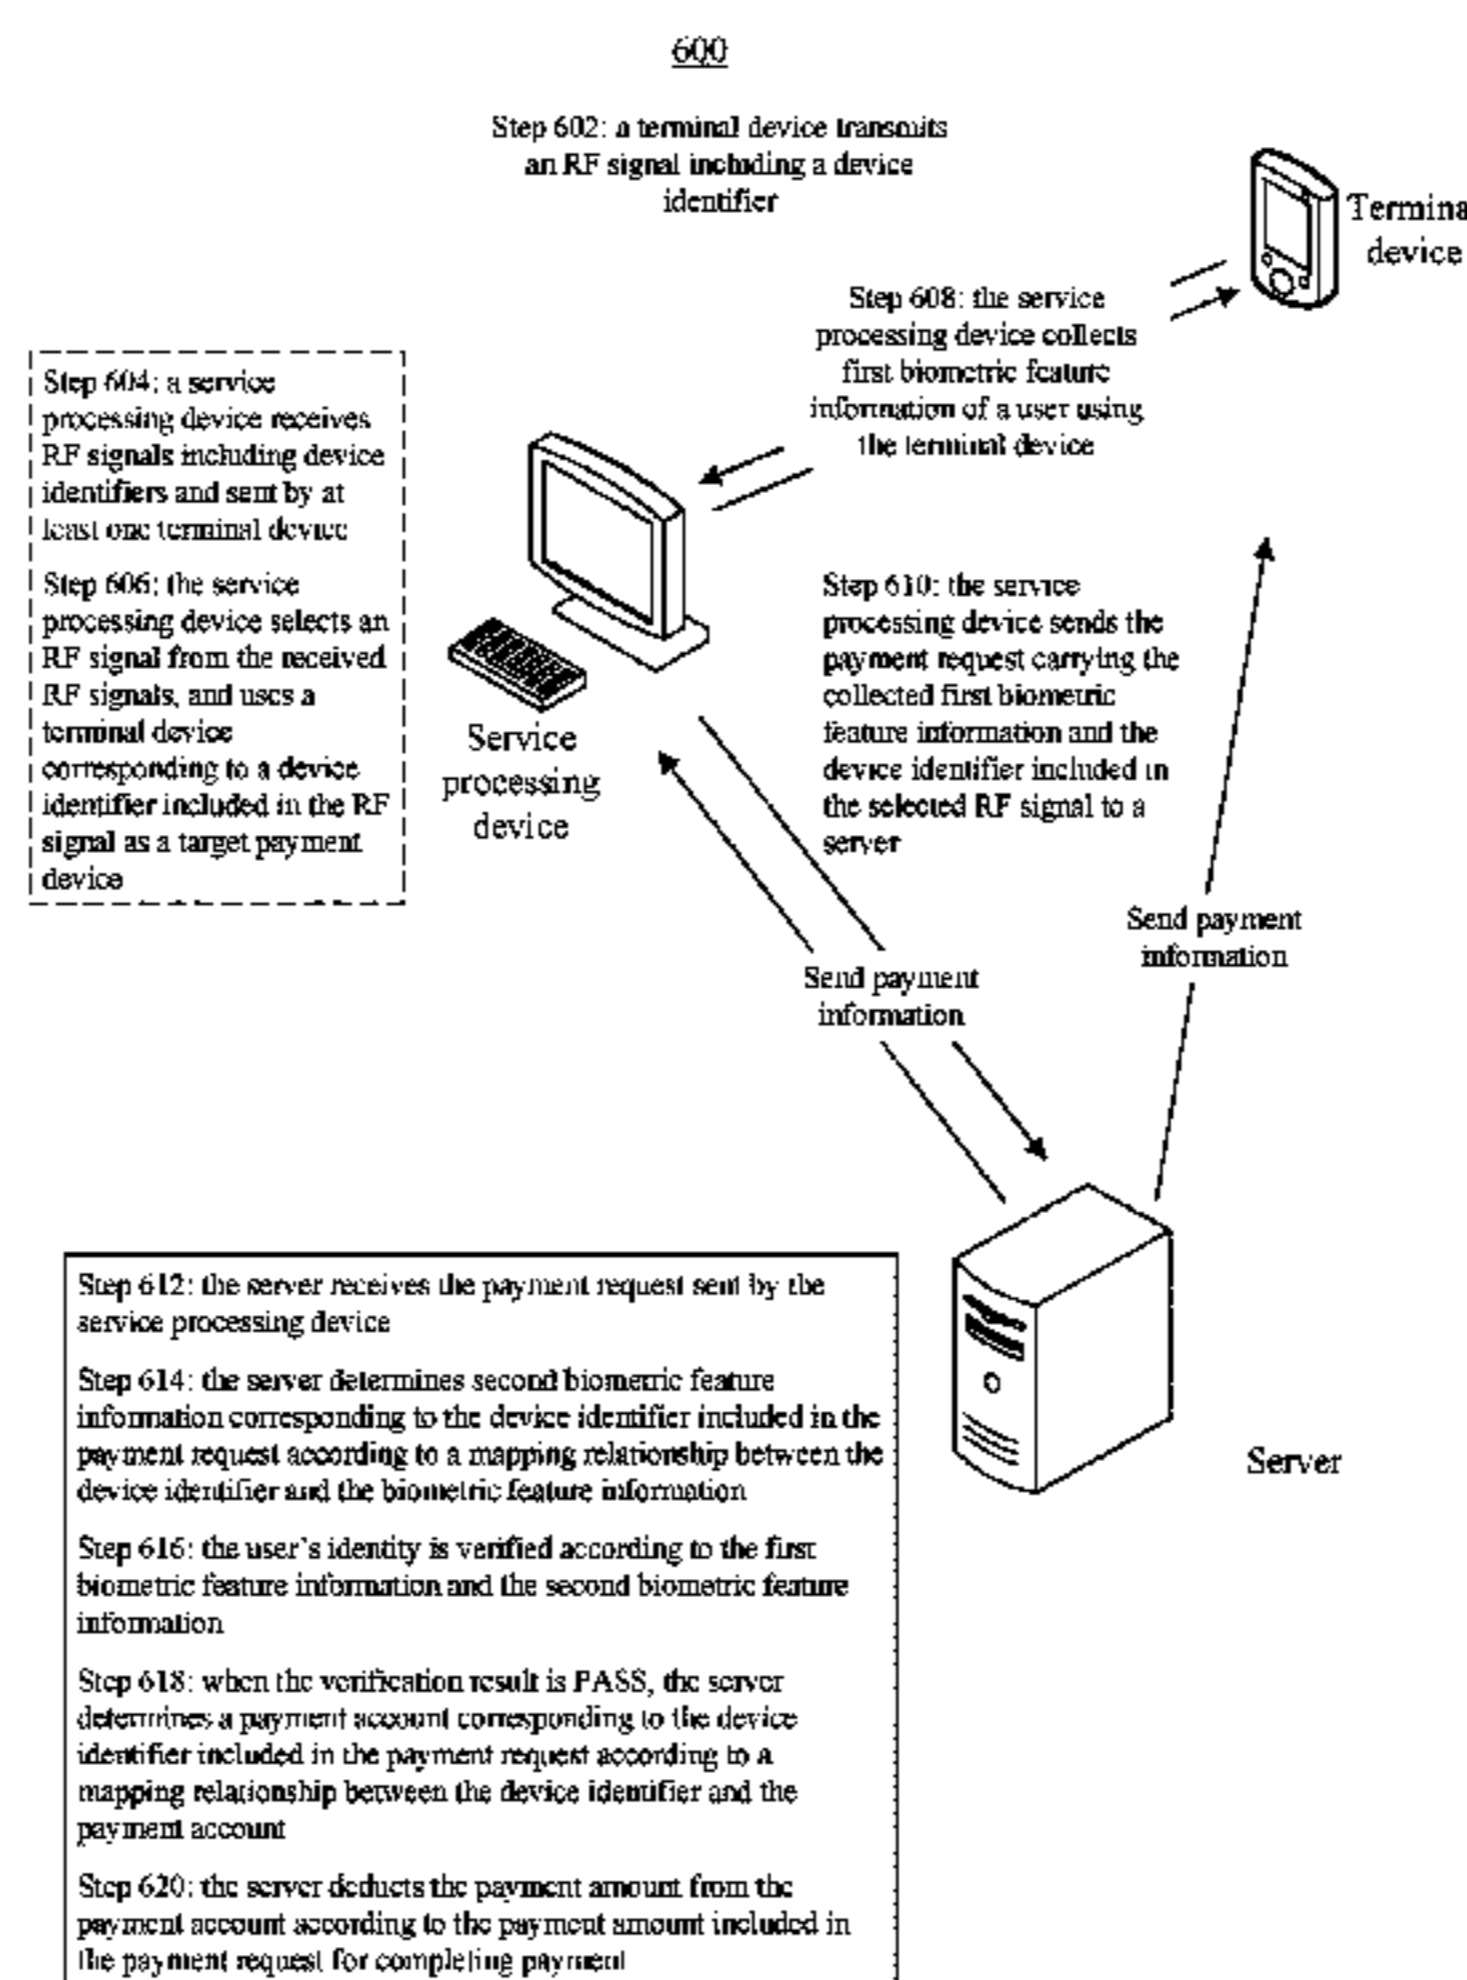 600
Step 602: a terminal device transmits
an RF signal including a device
identifier
Termina
device
Step 608: the service
processing device collects
first biometric feature
information of a user using
the terminal device
Step 604: a service
processing device receives
RF signals including device
identifiers and sent by at
least one terminal device
Step 606: the service
processing device selects an
RF signal from the received
RF signals, and uses a
terminal device
corresponding to a device
identifier included in the RF
signal as a target payment
device
Service
processing
device
Step 610: the service
processing device sends the
payment request carrying the
collected first biometric
feature information and the
device identifier included in
the selected RF signal to a
server
Send payment
information
Send payment
information
Server
Step 612: the server receives the payment request sent by the
service processing device
Step 614: the server determines second biometric feature
information corresponding to the device identifier included in the
payment request according to a mapping relationship between the
device identifier and the biometric feature information
Step 616: the user's identity is verified according to the first
biometric feature information and the second biometric feature
information
Step 618: when the verification result is PASS, the server
determines a payment account corresponding to the device
identifier included in the payment request according to a
mapping relationship between the device identifier and the
payment account
Step 620: the server deducts the payment amount from the
payment account according to the payment amount included in
the payment request for completing payment